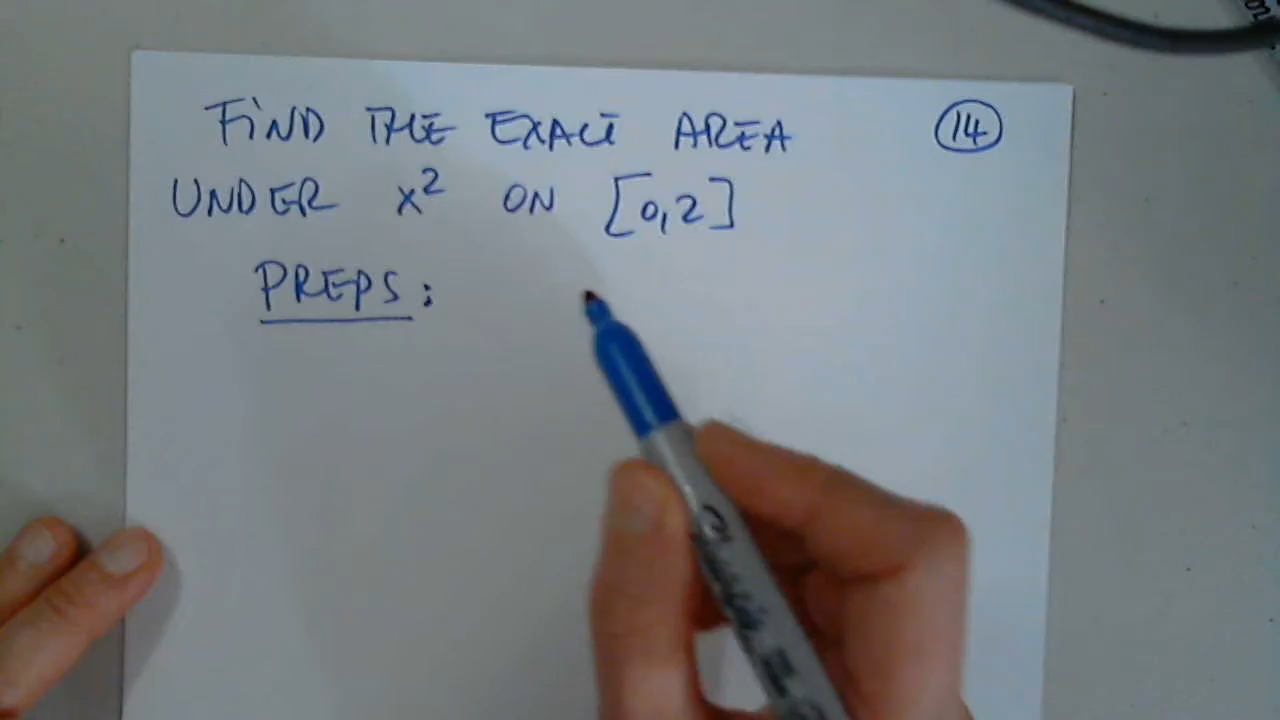 FIND THE EXACT AREA 14
UNDER x² ON [0,2]
PREPS: